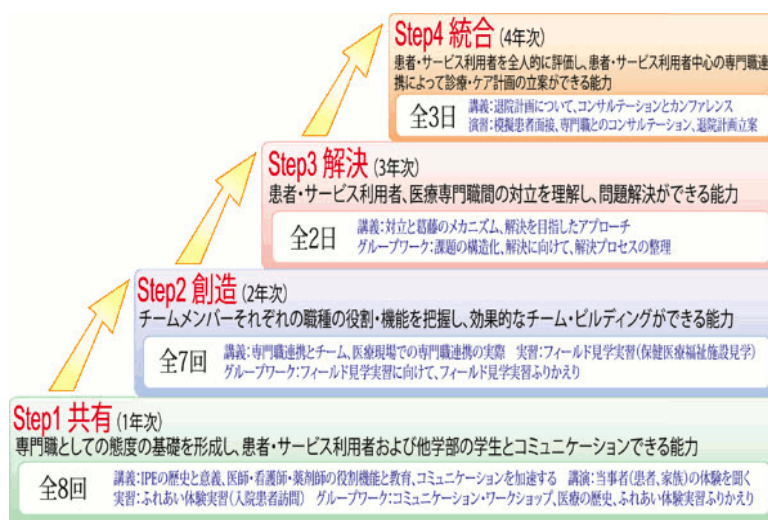 Step4 統合 (4年次)
患者・サービス利用者を全人的に評価し、患者・サービス利用者中心の専門職連
携によって診療・ケア計画の立案ができる能力
全3日
講義:退院計画について、コンサルテーションとカンファレンス
演習:模擬患者面接、専門職とのコンサルテーション、退院計画立案
Step3 解決 (3年次)
患者・サービス利用者、医療専門職間の対立を理解し、問題解決ができる能力
全2日
講義:対立と葛藤のメカニズム、解決を目指したアプローチ
グループワーク:課題の構造化、解決に向けて、解決プロセスの整理
Step2 創造 (2年次)
チームメンバーそれぞれの職種の役割・機能を把握し、効果的なチーム・ビルディングができる能力
全7回
講義:専門職連携とチーム、医療現場での専門職連携の実際 実習:フィールド見学実習(保健医療福祉施設見学)
グループワーク:フィールド見学実習に向けて、フィールド見学実習ふりかえり
Step1 共有 (1年次)
専門職としての態度の基礎を形成し、患者・サービス利用者および他学部の学生とコミュニケーションできる能力
全8回
講義:IPEの歴史と意義、医師・看護師・薬剤師の役割機能と教育、コミュニケーションを加速する 講演:当事者(患者、家族)の体験を聞く
実習:ふれあい体験実習(入院患者訪問) グループワーク:コミュニケーション・ワークショップ、医療の歴史、ふれあい体験実習ふりかえり